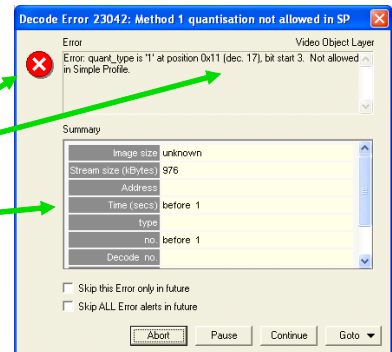 Decode Error 23042: Method 1 quantisation not allowed in SP
Error
Video Object Layer
Error: quant_type is '1' at position 0x11 (dec. 17), bit start 3. Not allowed
in Simple Profile.
Summary
Image size unknown
Stream size (kBytes) 976
Address
Time (secs) before 1
type
no. before 1
Decode no.
Skip this Error only in future
Skip ALL Error alerts in future
Abort
Pause
Continue
Goto